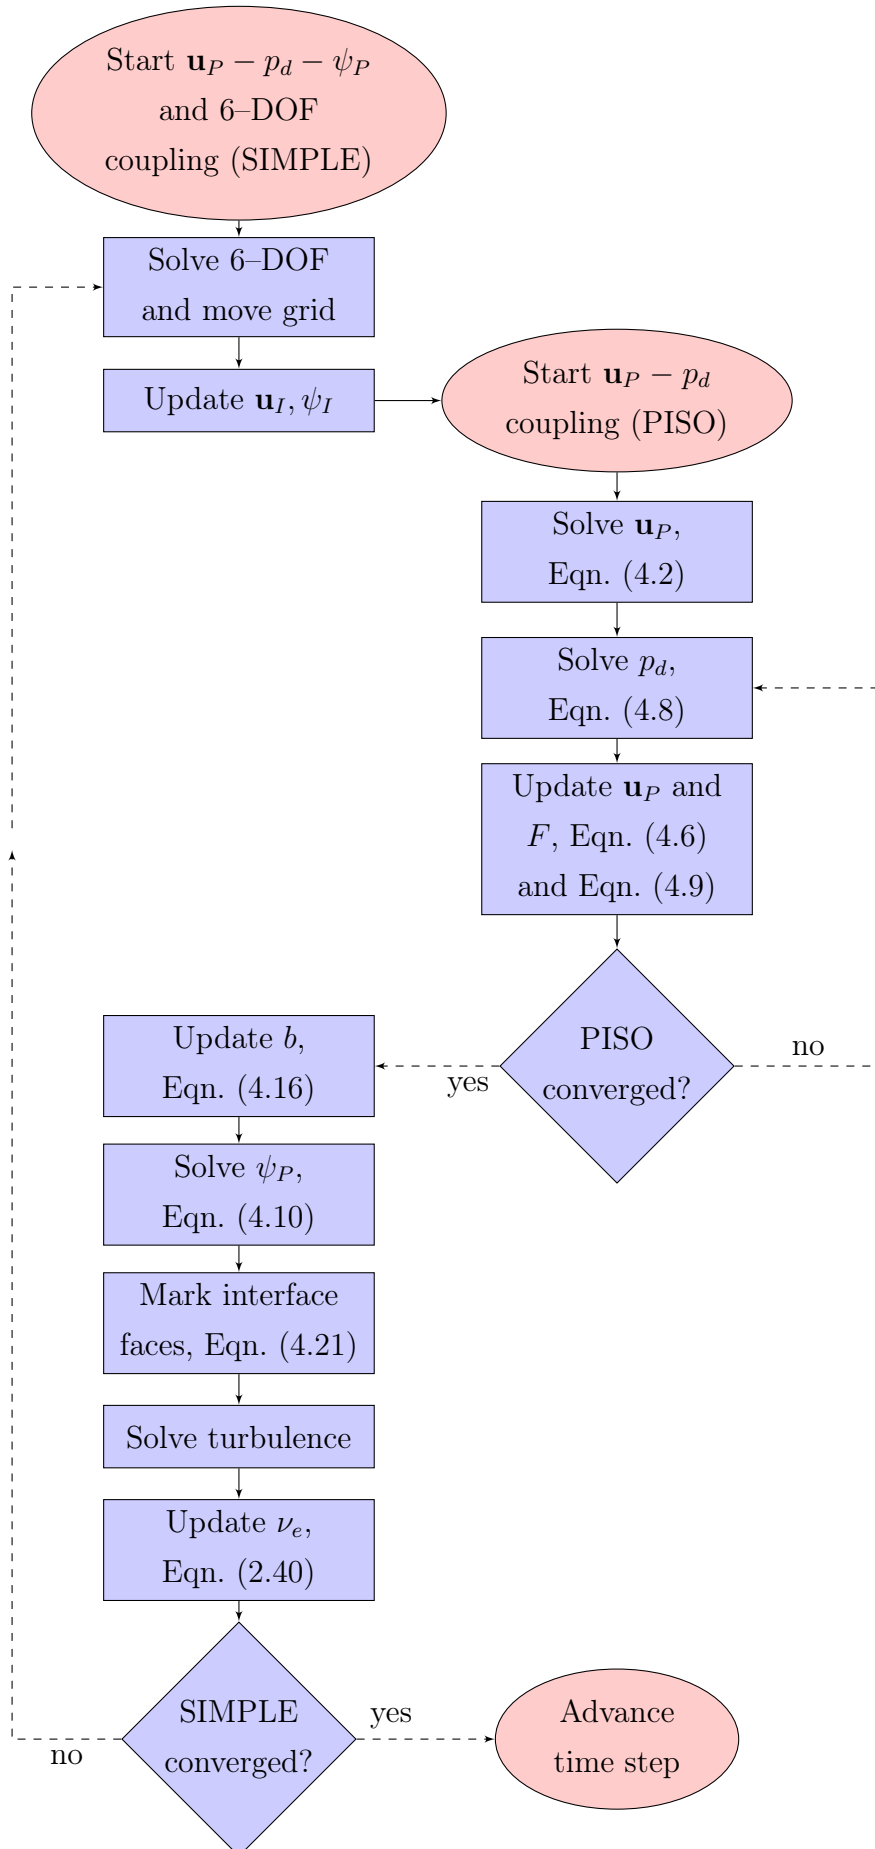 Start 𝐮_P − p_d − ψ_P
and 6–DOF
coupling (SIMPLE)
Solve 6–DOF
and move grid
Update 𝐮_I, ψ_I
Start 𝐮_P − p_d
coupling (PISO)
Solve 𝐮_P,
Eqn. (4.2)
Solve p_d,
Eqn. (4.8)
Update 𝐮_P and
F, Eqn. (4.6)
and Eqn. (4.9)
PISO
converged?
no
yes
Update b,
Eqn. (4.16)
Solve ψ_P,
Eqn. (4.10)
Mark interface
faces, Eqn. (4.21)
Solve turbulence
Update ν_e,
Eqn. (2.40)
SIMPLE
converged?
no
yes
Advance
time step